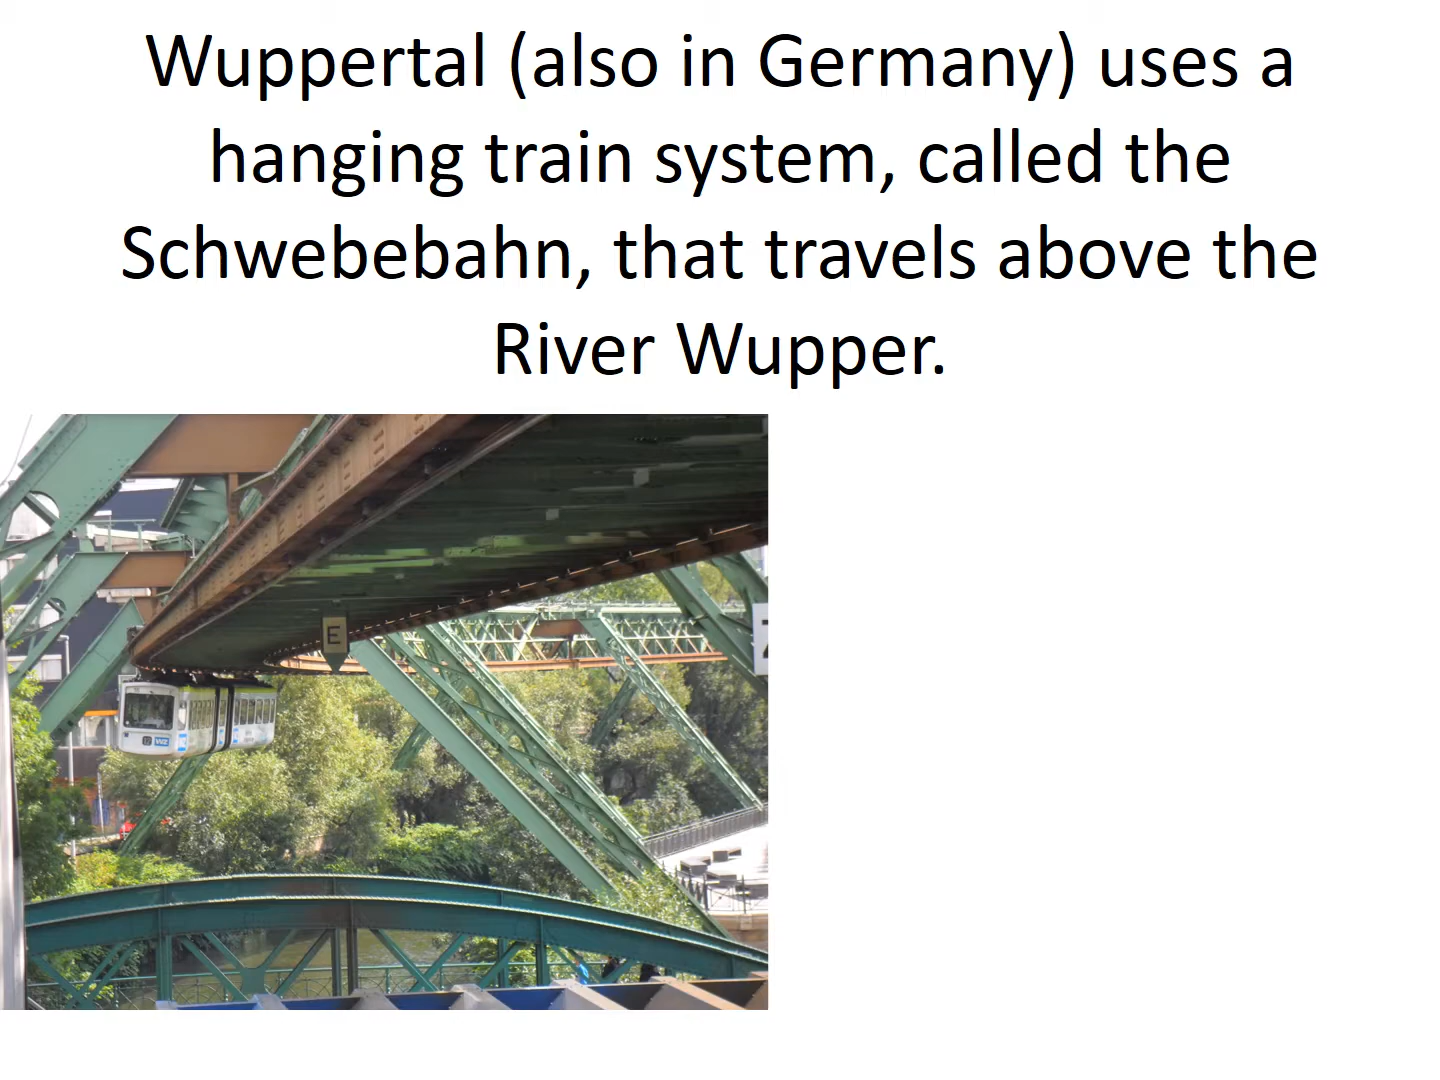 Wuppertal (also in Germany) uses a
hanging train system, called the
Schwebebahn, that travels above the
River Wupper.
E